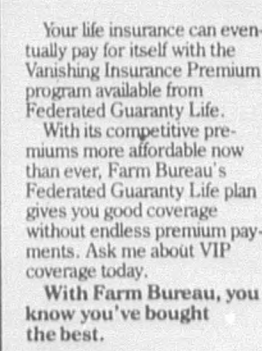 Your life insurance can even-
tually pay for itself with the
Vanishing Insurance Premium
program available from
Federated Guaranty Life.
With its competitive pre-
miums more affordable now
than ever, Farm Bureau's
Federated Guaranty Life plan
gives you good coverage
without endless premium pay-
ments. Ask me about VIP
coverage today.
With Farm Bureau, you
know you've bought
the best.